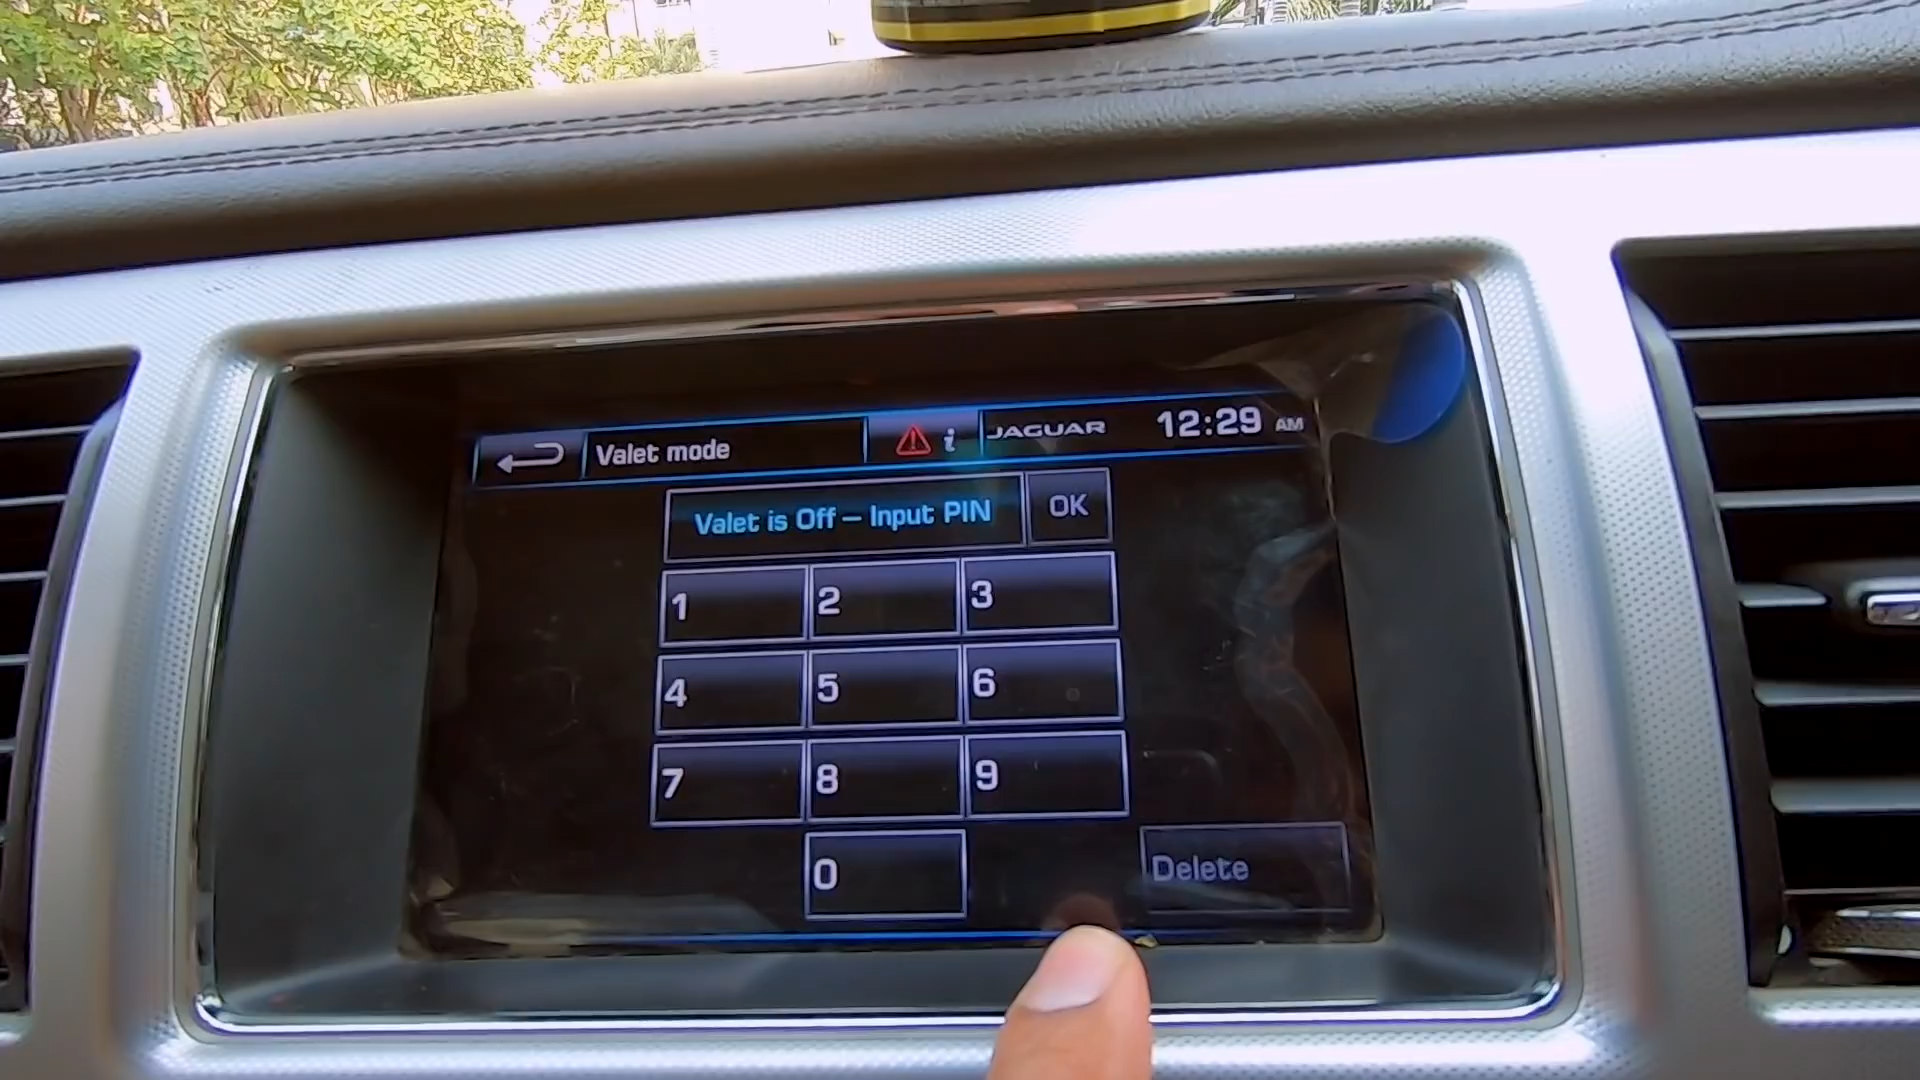 Valet mode
i
JAGUAR
12:29 AM
Valet is Off – Input PIN
OK
1
2
3
4
5
6
7
8
9
0
Delete